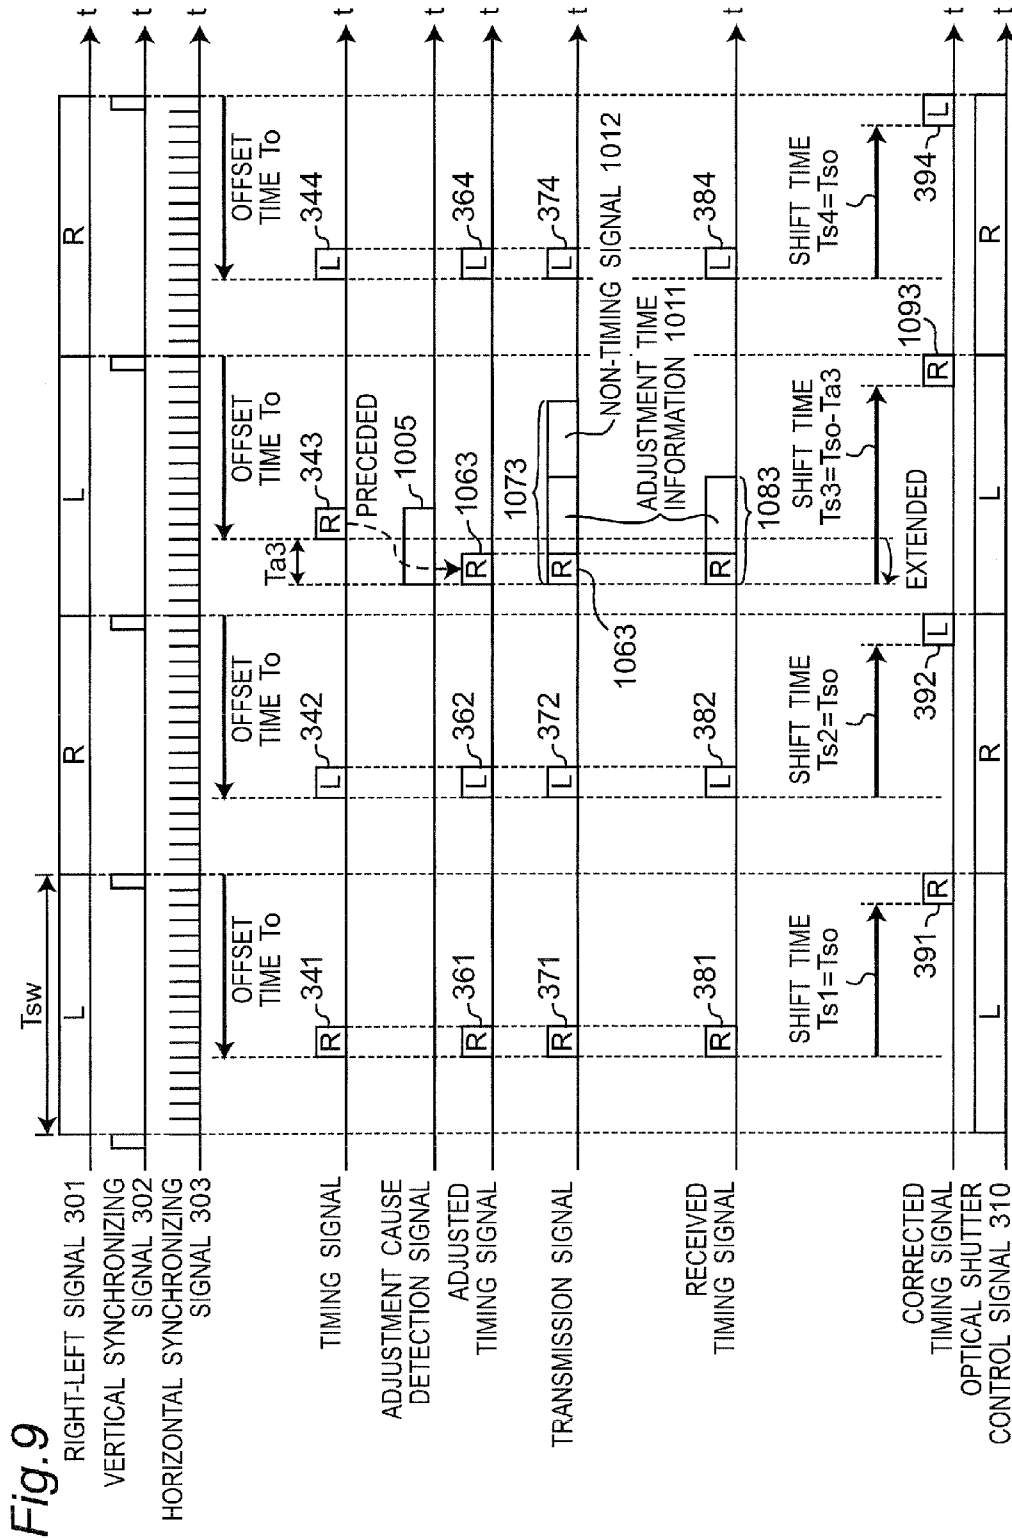 Fig.9
Tsw
RIGHT-LEFT SIGNAL 301
L
R
L
R
t
VERTICAL SYNCHRONIZING
SIGNAL 302
t
HORIZONTAL SYNCHRONIZING
SIGNAL 303
t
OFFSET
TIME To
OFFSET
TIME To
OFFSET
TIME To
OFFSET
TIME To
Ta3
TIMING SIGNAL
R
341
L
342
R
343
L
344
t
PRECEDED
ADJUSTMENT CAUSE
DETECTION SIGNAL
1005
t
ADJUSTED
TIMING SIGNAL
R
361
L
362
R
1063
L
364
t
1073
TRANSMISSION SIGNAL
R
371
L
372
R
L
374
t
1063
NON-TIMING SIGNAL 1012
ADJUSTMENT TIME
INFORMATION 1011
RECEIVED
TIMING SIGNAL
R
381
L
382
R
L
384
t
1083
SHIFT TIME
Ts1=Tso
SHIFT TIME
Ts2=Tso
SHIFT TIME
Ts3=Tso-Ta3
SHIFT TIME
Ts4=Tso
EXTENDED
CORRECTED
TIMING SIGNAL
391
R
392
L
R
1093
394
L
t
OPTICAL SHUTTER
CONTROL SIGNAL 310
L
R
L
R
t